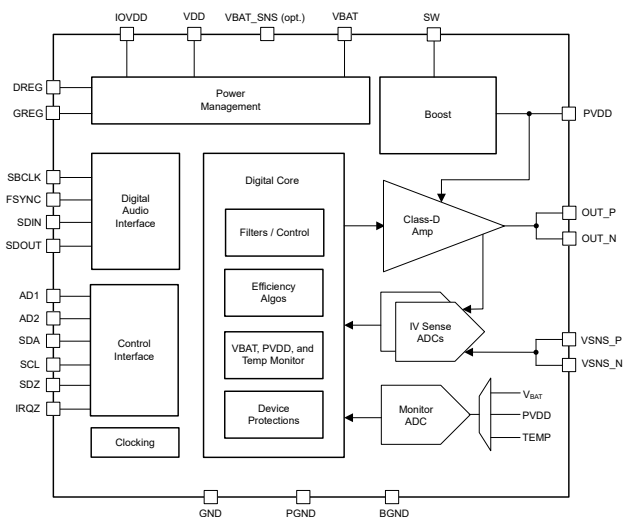 IOVDD VDD VBAT_SNS (opt.) VBAT SW
DREG
GREG
Power
Management
Boost
PVDD
SBCLK
FSYNC
SDIN
SDOUT
Digital
Audio
Interface
Digital Core
Filters / Control
Efficiency
Algos
VBAT, PVDD, and
Temp Monitor
Device
Protections
Class-D
Amp
OUT_P
OUT_N
IV Sense
ADCs
VSNS_P
VSNS_N
AD1
AD2
SDA
SCL
SDZ
IRQZ
Control
Interface
Clocking
Monitor
ADC
VBAT
PVDD
TEMP
GND PGND BGND